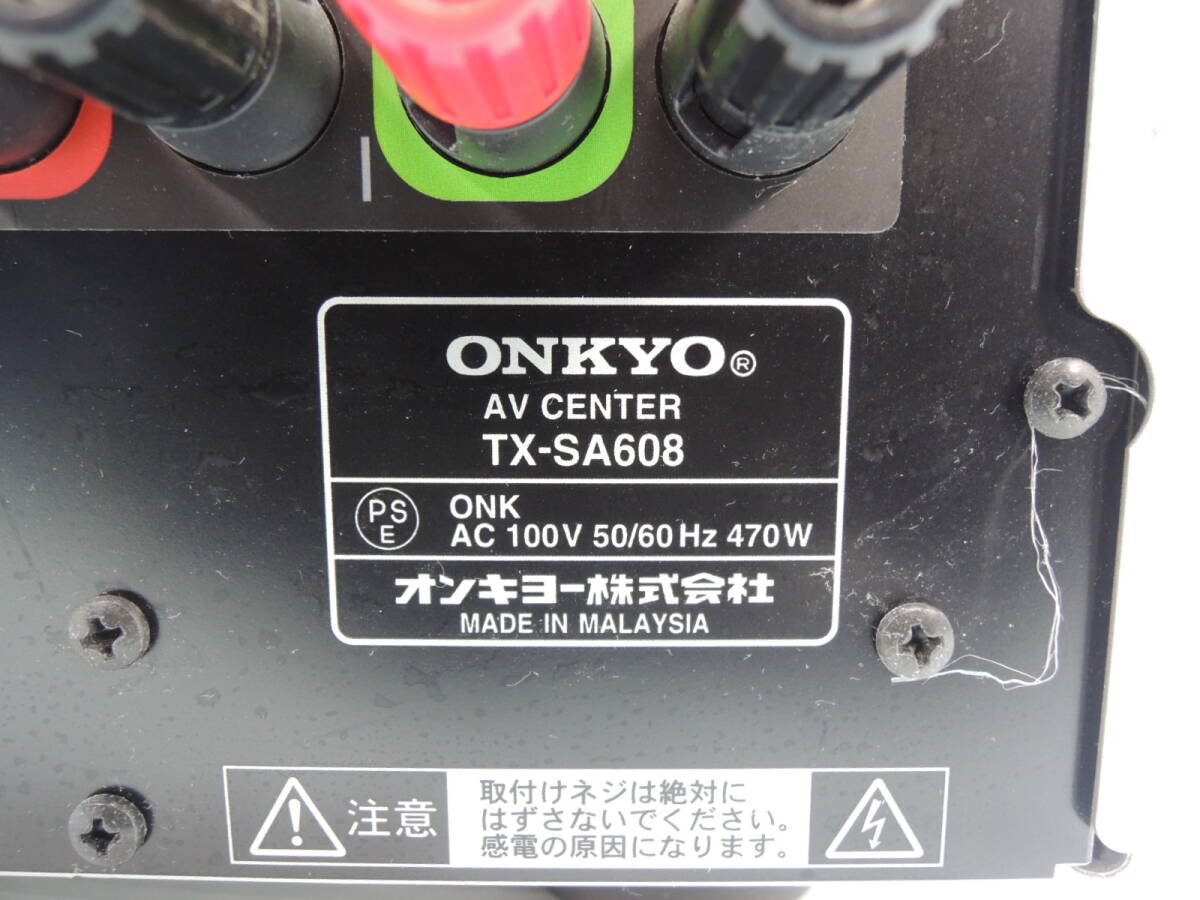 ONKYO®
AV CENTER
TX-SA608
PS
E
ONK
AC 100V 50/60Hz 470W
オンキヨー株式会社
MADE IN MALAYSIA
注意
取付けネジは絶対に
はずさないでください。
感電の原因になります。